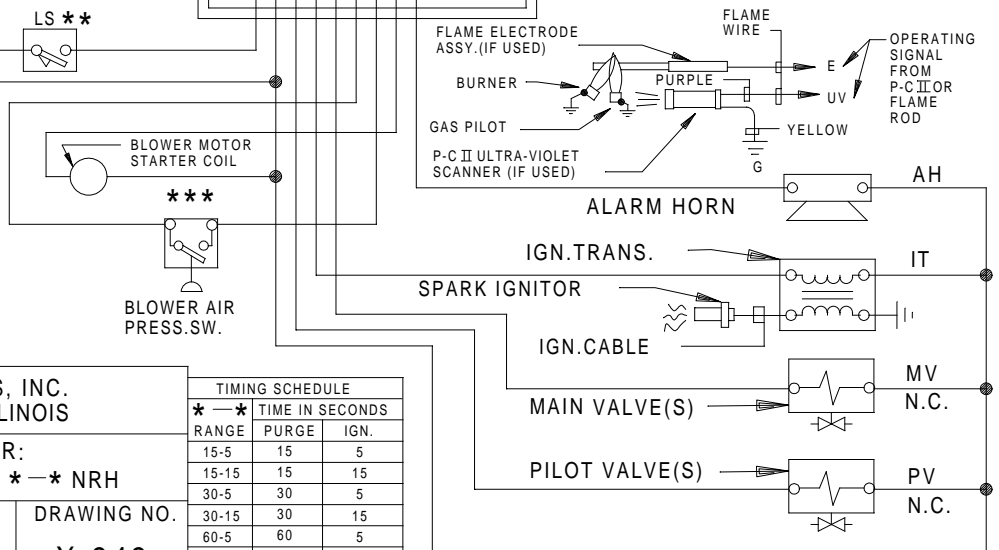 LS **
FLAME ELECTRODE
ASSY.(IF USED)
BURNER
GAS PILOT
P-C II ULTRA-VIOLET
SCANNER (IF USED)
PURPLE
FLAME
WIRE
E
UV
OPERATING
SIGNAL
FROM
P-C II OR
FLAME
ROD
YELLOW
G
BLOWER MOTOR
STARTER COIL
***
BLOWER AIR
PRESS.SW.
ALARM HORN
AH
IGN.TRANS.
IT
SPARK IGNITOR
IGN.CABLE
MAIN VALVE(S)
MV
N.C.
PILOT VALVE(S)
PV
N.C.
S, INC.
LINOIS
R:
*—* NRH
DRAWING NO.
TIMING SCHEDULE
*—* TIME IN SECONDS
RANGE PURGE IGN.
15-5 15 5
15-15 15 15
30-5 30 5
30-15 30 15
60-5 60 5